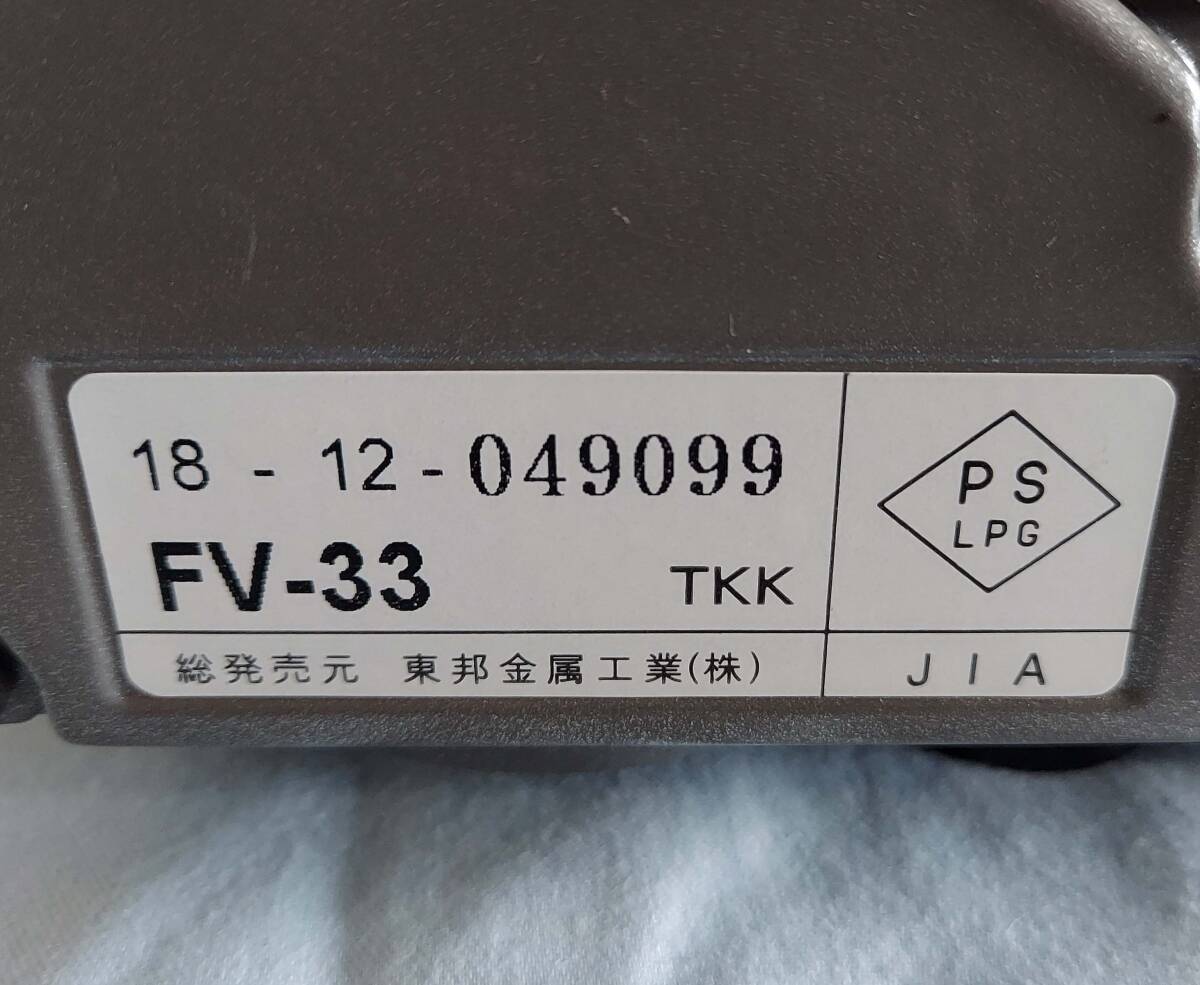 18 - 12 - 049099
FV-33 TKK
総発売元 東邦金属工業(株)
PS
LPG
JIA